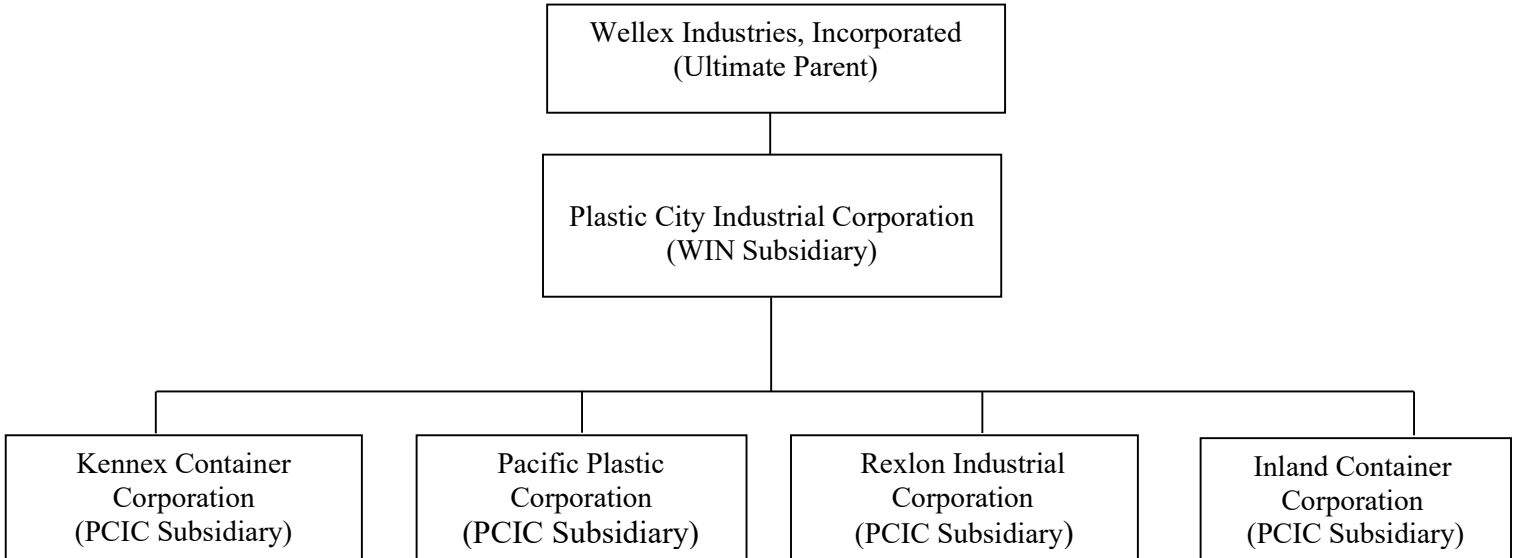 Wellex Industries, Incorporated
(Ultimate Parent)
Plastic City Industrial Corporation
(WIN Subsidiary)
Kennex Container
Corporation
(PCIC Subsidiary)
Pacific Plastic
Corporation
(PCIC Subsidiary)
Rexlon Industrial
Corporation
(PCIC Subsidiary)
Inland Container
Corporation
(PCIC Subsidiary)